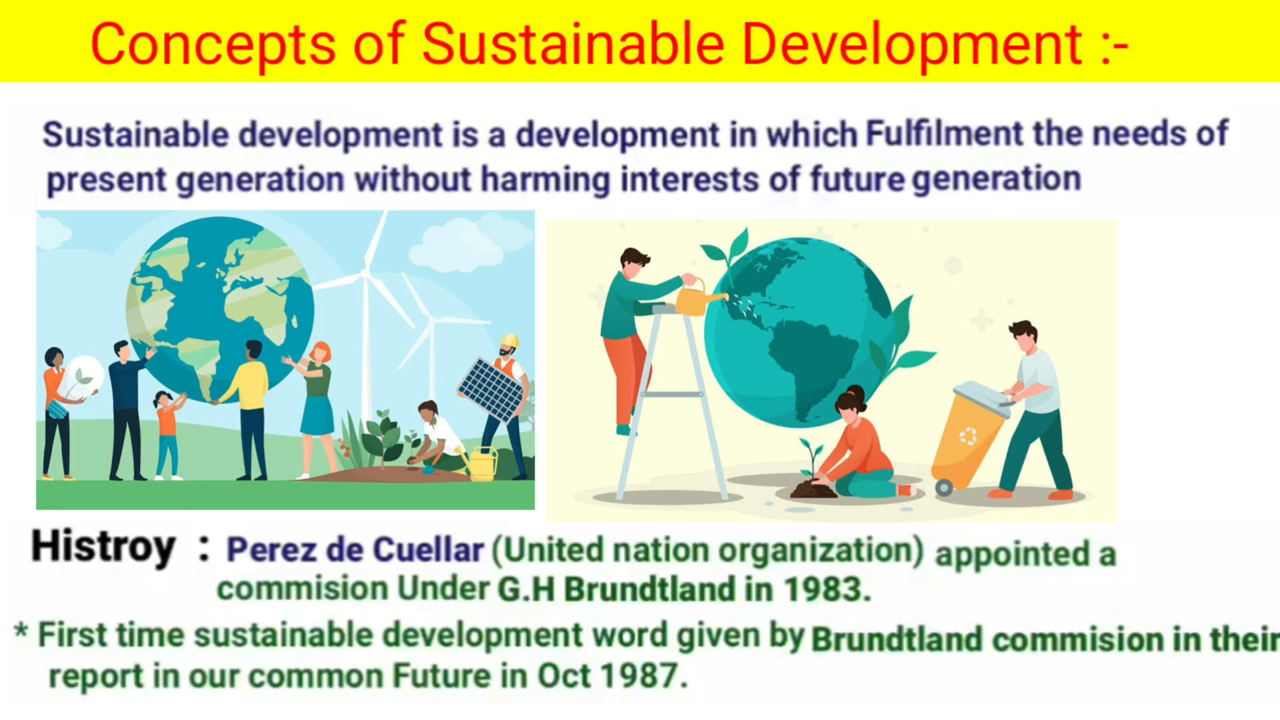 Concepts of Sustainable Development :-
Sustainable development is a development in which Fulfilment the needs of
present generation without harming interests of future generation
Histroy : Perez de Cuellar (United nation organization) appointed a
commision Under G.H Brundtland in 1983.
* First time sustainable development word given by Brundtland commision in their
report in our common Future in Oct 1987.